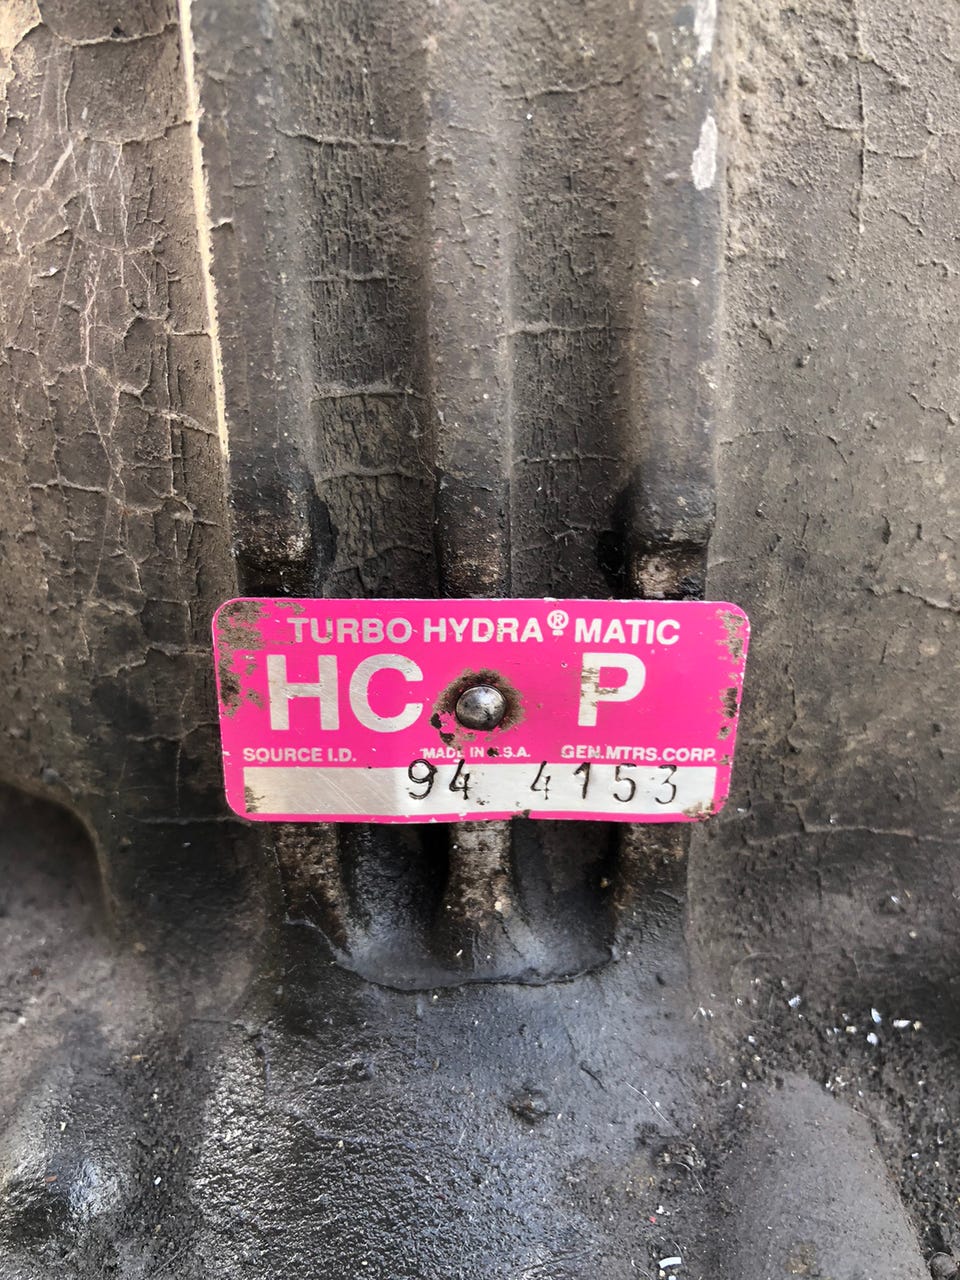 TURBO HYDRA® MATIC
HC P
SOURCE I.D. MADE IN U.S.A. GEN.MTRS.CORP.
94 4153